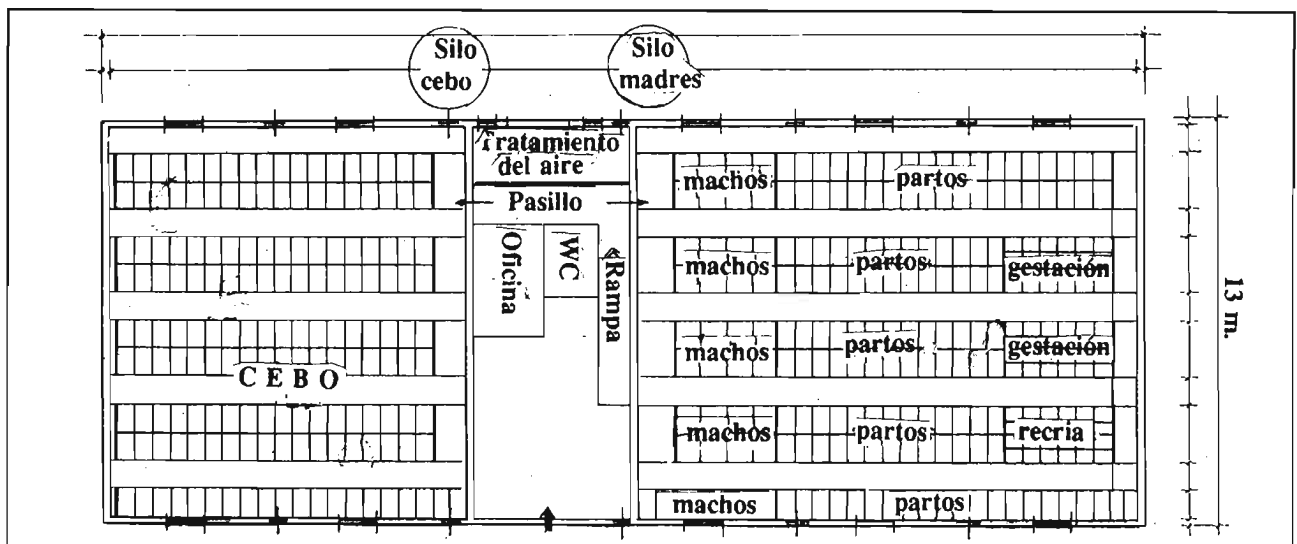 Silo
cebo
Silo
madres
Tratamiento
del aire
Pasillo
Oficina
WC
Rampa
CEBO
machos
partos
machos
partos
gestación
machos
partos
gestación
machos
partos
recria
machos
partos
13 m.